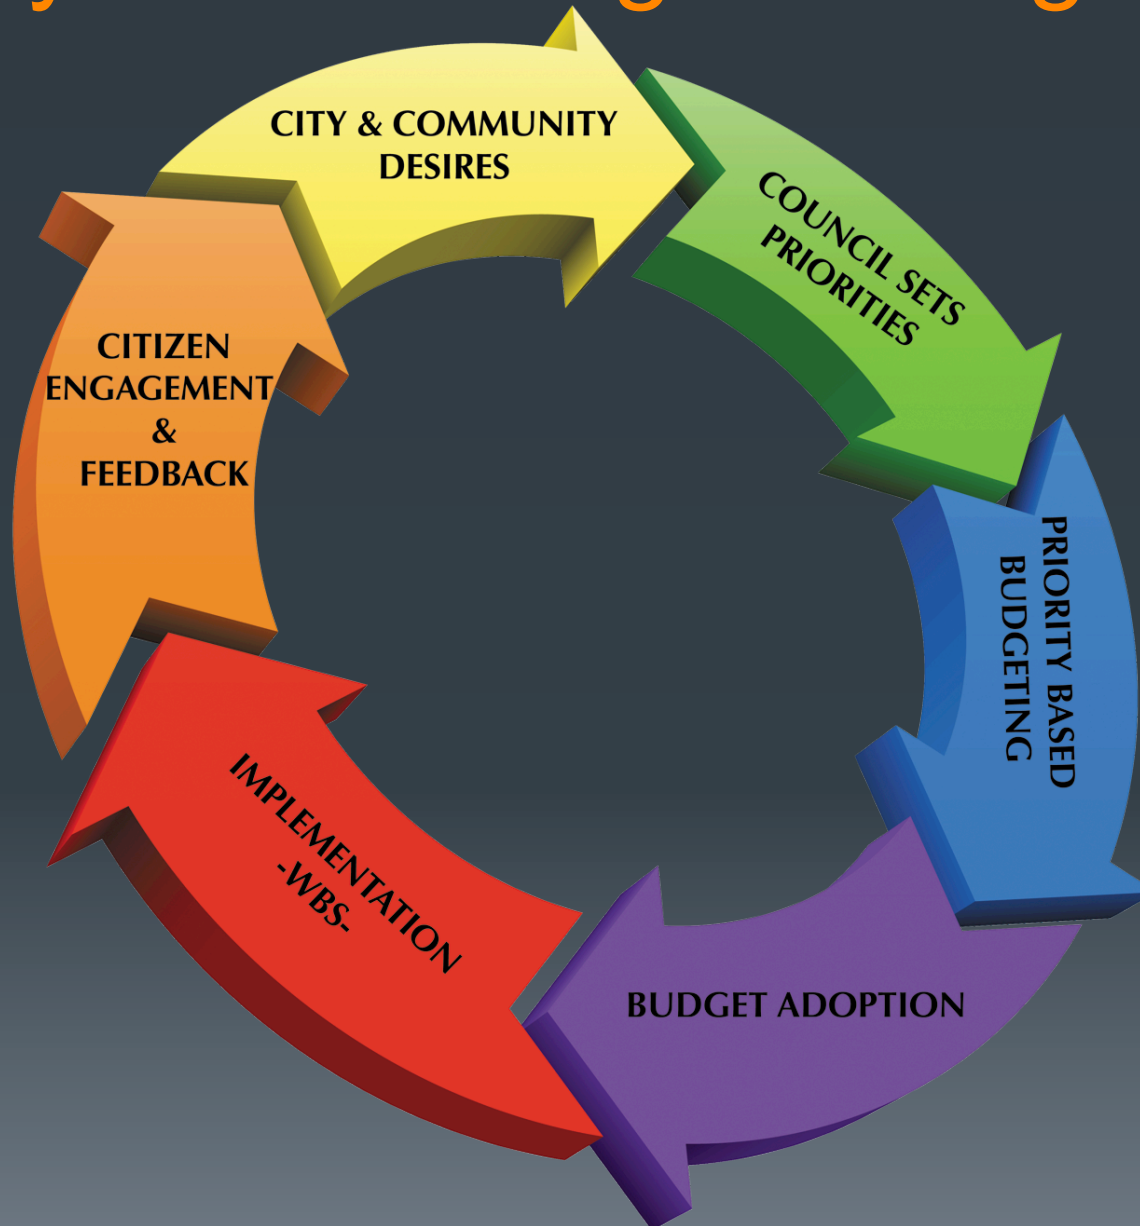 CITY & COMMUNITY
DESIRES
COUNCIL SETS
PRIORITIES
PRIORITY BASED
BUDGETING
BUDGET ADOPTION
IMPLEMENTATION
-WBS-
CITIZEN
ENGAGEMENT
&
FEEDBACK